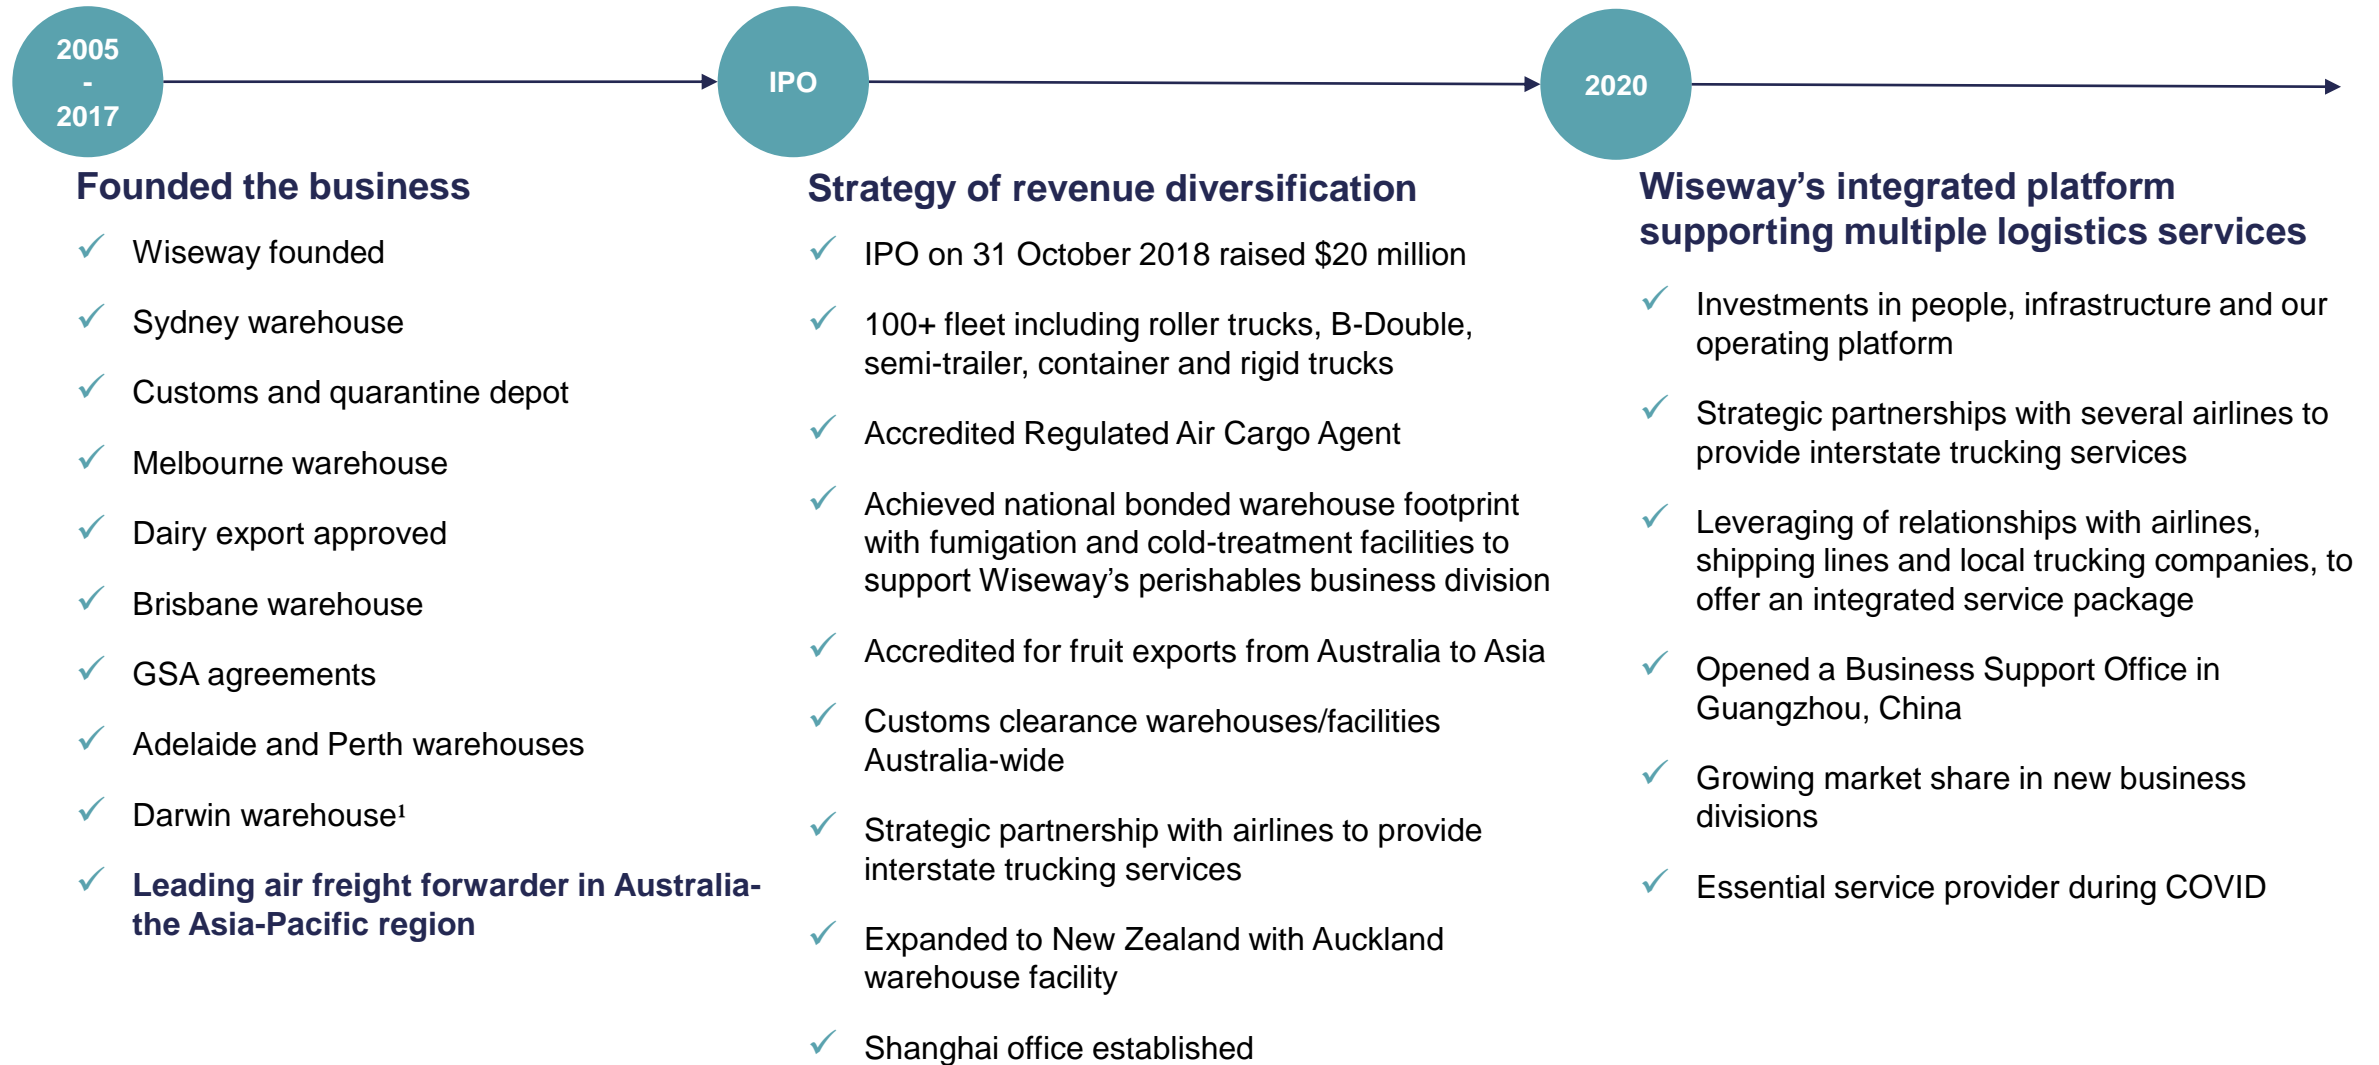 2005
-
2017
IPO
2020
Founded the business
Wiseway founded
Sydney warehouse
Customs and quarantine depot
Melbourne warehouse
Dairy export approved
Brisbane warehouse
GSA agreements
Adelaide and Perth warehouses
Darwin warehouse¹
Leading air freight forwarder in Australia-
the Asia-Pacific region
Strategy of revenue diversification
IPO on 31 October 2018 raised $20 million
100+ fleet including roller trucks, B-Double,
semi-trailer, container and rigid trucks
Accredited Regulated Air Cargo Agent
Achieved national bonded warehouse footprint
with fumigation and cold-treatment facilities to
support Wiseway’s perishables business division
Accredited for fruit exports from Australia to Asia
Customs clearance warehouses/facilities
Australia-wide
Strategic partnership with airlines to provide
interstate trucking services
Expanded to New Zealand with Auckland
warehouse facility
Shanghai office established
Wiseway’s integrated platform
supporting multiple logistics services
Investments in people, infrastructure and our
operating platform
Strategic partnerships with several airlines to
provide interstate trucking services
Leveraging of relationships with airlines,
shipping lines and local trucking companies, to
offer an integrated service package
Opened a Business Support Office in
Guangzhou, China
Growing market share in new business
divisions
Essential service provider during COVID